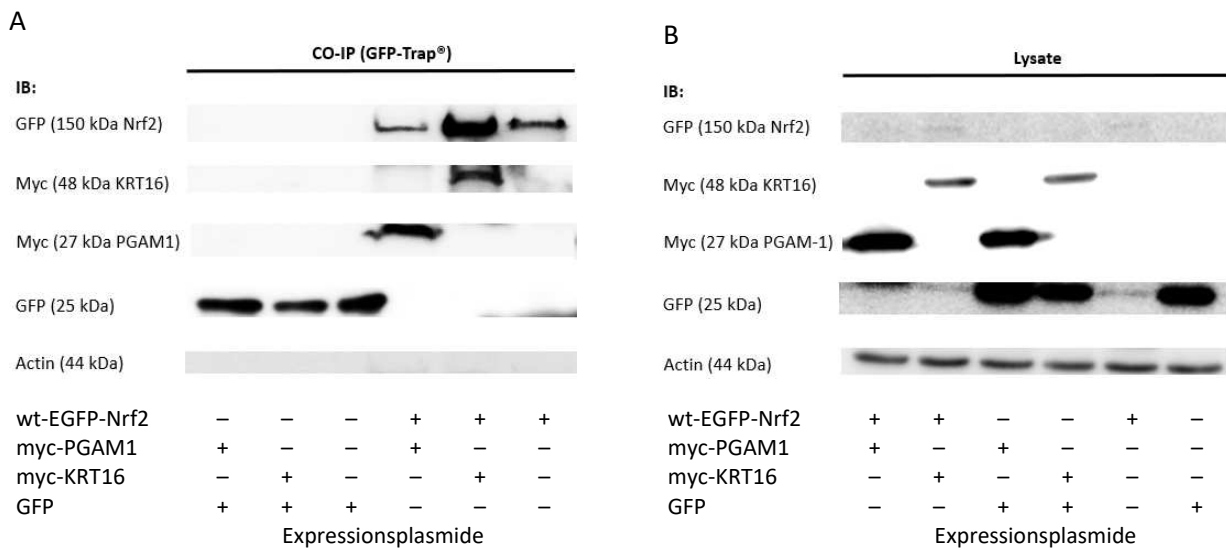 A
CO-IP (GFP-Trap®)
IB:
GFP (150 kDa Nrf2)
Myc (48 kDa KRT16)
Myc (27 kDa PGAM1)
GFP (25 kDa)
Actin (44 kDa)
wt-EGFP-Nrf2 – – – + + +
myc-PGAM1 + – – + – –
myc-KRT16 – + – – + –
GFP + + + – – –
Expressionsplasmide
B
Lysate
IB:
GFP (150 kDa Nrf2)
Myc (48 kDa KRT16)
Myc (27 kDa PGAM-1)
GFP (25 kDa)
Actin (44 kDa)
wt-EGFP-Nrf2 + + – – + –
myc-PGAM1 + – + – – –
myc-KRT16 – + – + – –
GFP – – + + – +
Expressionsplasmide